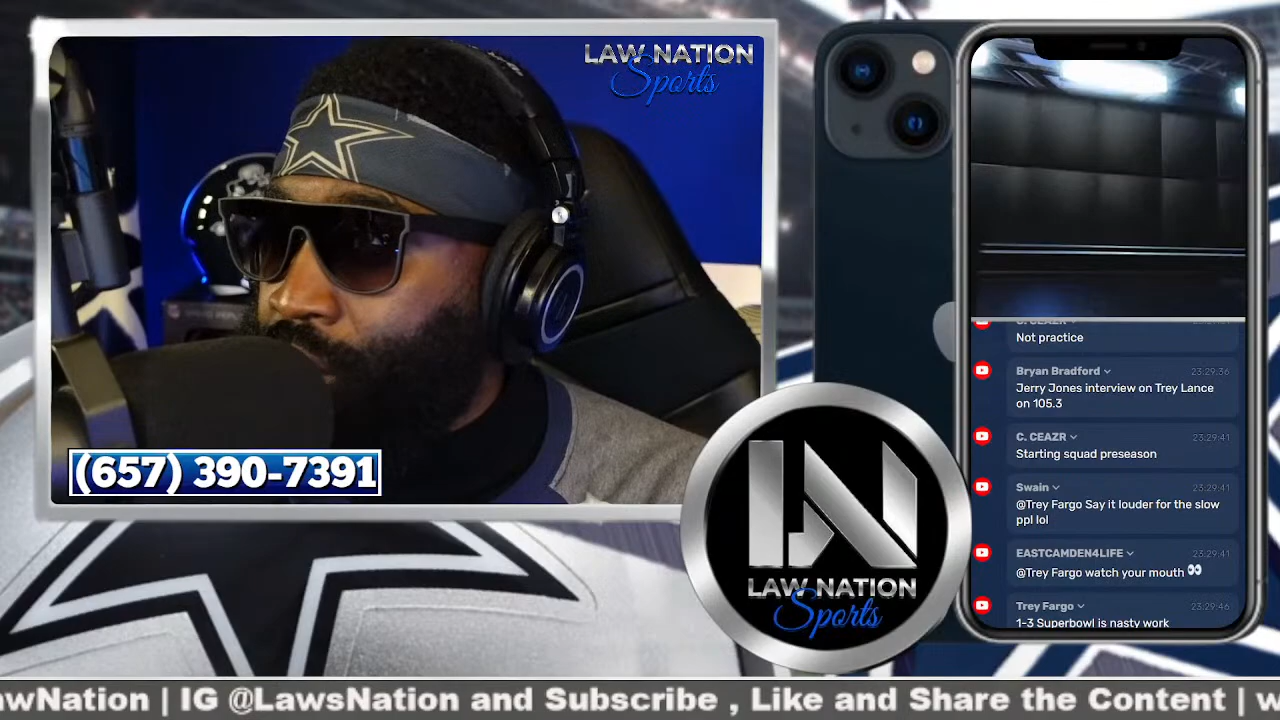 LAW NATION
Sports
(657) 390-7391
LAW NATION
Sports
C. CEAZR
Not practice
Bryan Bradford 23:29:36
Jerry Jones interview on Trey Lance
on 105.3
C. CEAZR 23:29:41
Starting squad preseason
Swain 23:29:41
@Trey Fargo Say it louder for the slow
ppl lol
EASTCAMDEN4LIFE 23:29:41
@Trey Fargo watch your mouth 👀
Trey Fargo 23:29:46
1-3 Superbowl is nasty work
awNation | IG @LawsNation and Subscribe , Like and Share the Content | w